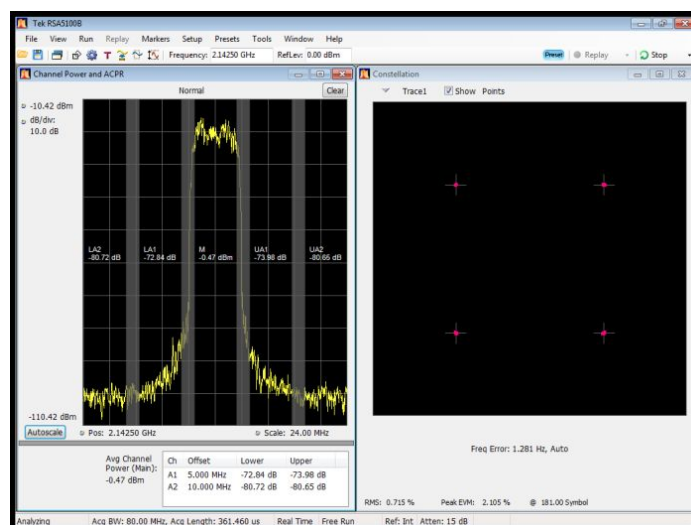 Tek RSA5100B
File View Run Replay Markers Setup Presets Tools Window Help
Frequency: 2.14250 GHz RefLev: 0.00 dBm Preset Replay Stop
Channel Power and ACPR
Normal Clear
-10.42 dBm
dB/div:
10.0 dB
LA2 LA1 M UA1 UA2
-80.72 dB -72.84 dB -0.47 dBm -73.98 dB -80.65 dB
-110.42 dBm
Autoscale Pos: 2.14250 GHz Scale: 24.00 MHz
Avg Channel
Power (Main):
-0.47 dBm
Ch Offset Lower Upper
A1 5.000 MHz -72.84 dB -73.98 dB
A2 10.000 MHz -80.72 dB -80.65 dB
Constellation
Trace1 Show Points
Freq Error: 1.281 Hz, Auto
RMS: 0.715 % Peak EVM: 2.105 % @ 181.00 Symbol
Analyzing Acq BW: 80.00 MHz, Acq Length: 361.460 us Real Time Free Run Ref: Int Atten: 15 dB